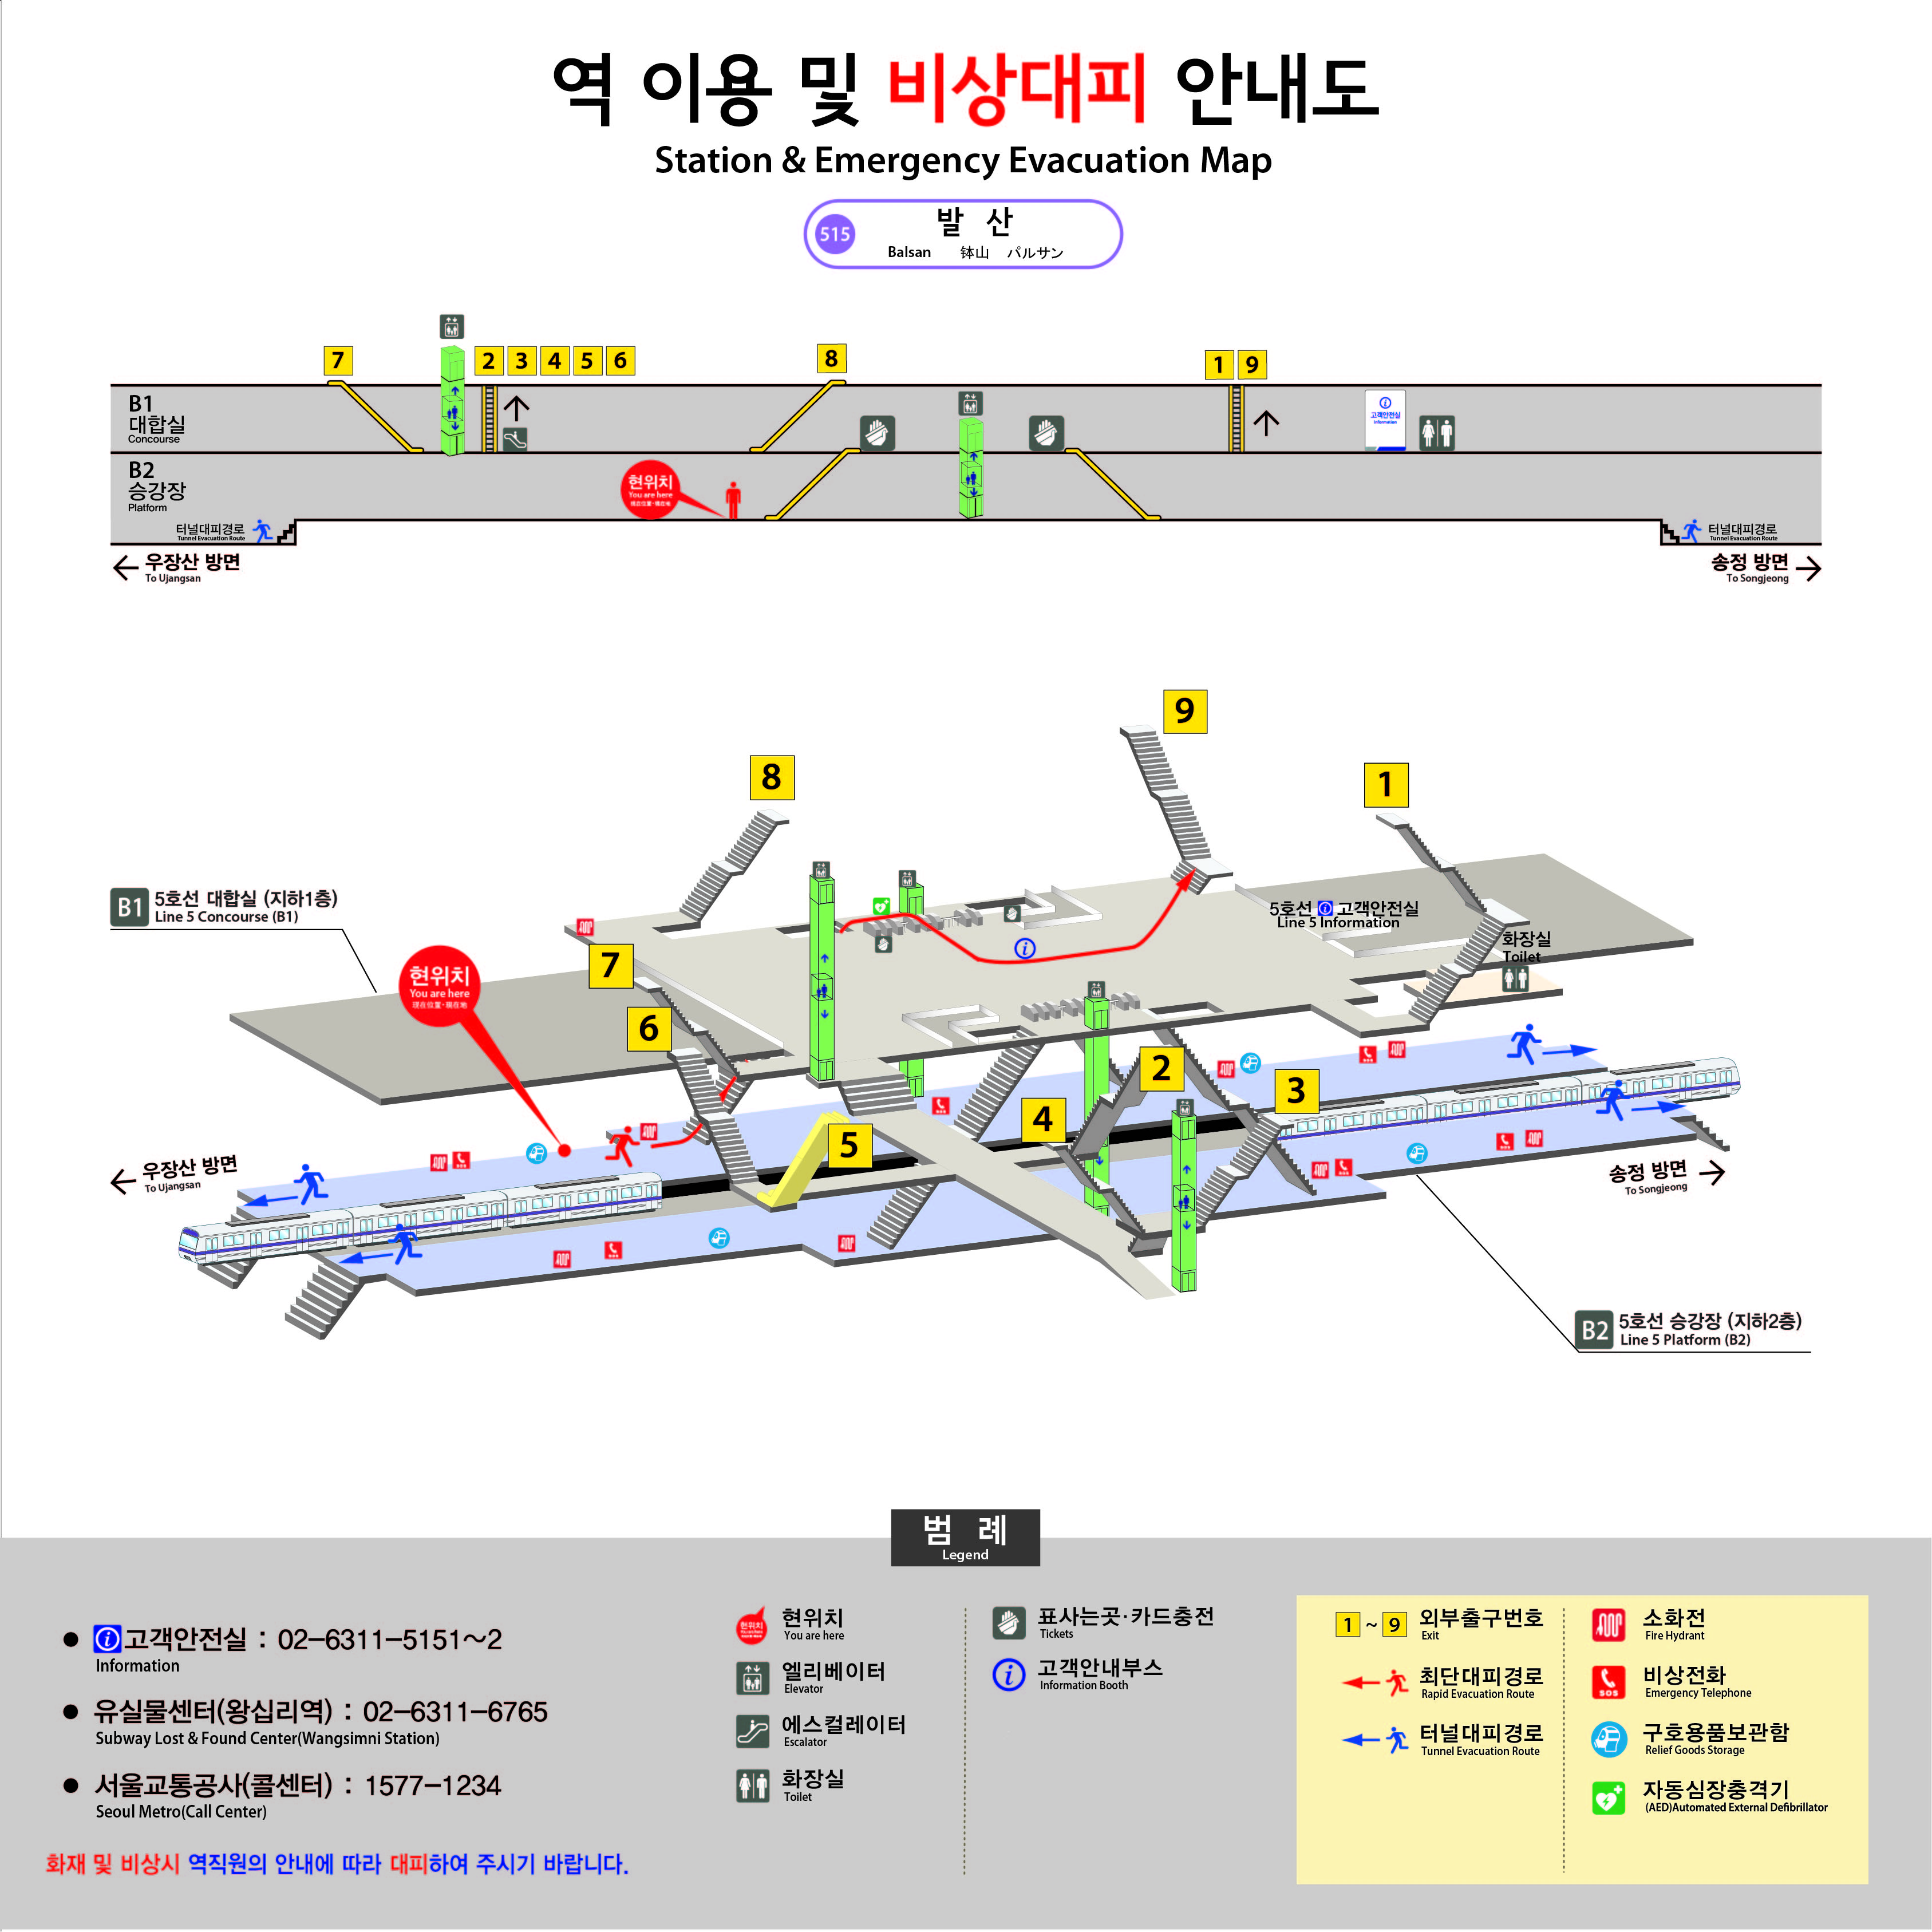 역 이용 및 비상대피 안내도
Station & Emergency Evacuation Map
515
발 산
Balsan 钵山 パルサン
7
2 3 4 5 6
8
1 9
B1
대합실
Concourse
고객안전실
Information
B2
승강장
Platform
현위치
You are here
터널대피경로
Tunnel Evacuation Route
터널대피경로
Tunnel Evacuation Route
우장산 방면
To Ujangsan
송정 방면
To Songjeong
9
8
1
B1 5호선 대합실 (지하1층)
Line 5 Concourse (B1)
5호선 고객안전실
Line 5 Information
화장실
Toilet
7
현위치
You are here
现在位置·現在地
6
2
3
4
5
우장산 방면
To Ujangsan
송정 방면
To Songjeong
B2 5호선 승강장 (지하2층)
Line 5 Platform (B2)
범 례
Legend
● 고객안전실 : 02-6311-5151~2
Information
● 유실물센터(왕십리역) : 02-6311-6765
Subway Lost & Found Center(Wangsimni Station)
● 서울교통공사(콜센터) : 1577-1234
Seoul Metro(Call Center)
화재 및 비상시 역직원의 안내에 따라 대피하여 주시기 바랍니다.
현위치
You are here
엘리베이터
Elevator
에스컬레이터
Escalator
화장실
Toilet
표사는곳·카드충전
Tickets
고객안내부스
Information Booth
1 ~ 9 외부출구번호
Exit
최단대피경로
Rapid Evacuation Route
터널대피경로
Tunnel Evacuation Route
소화전
Fire Hydrant
SOS
비상전화
Emergency Telephone
구호용품보관함
Relief Goods Storage
자동심장충격기
(AED)Automated External Defibrillator